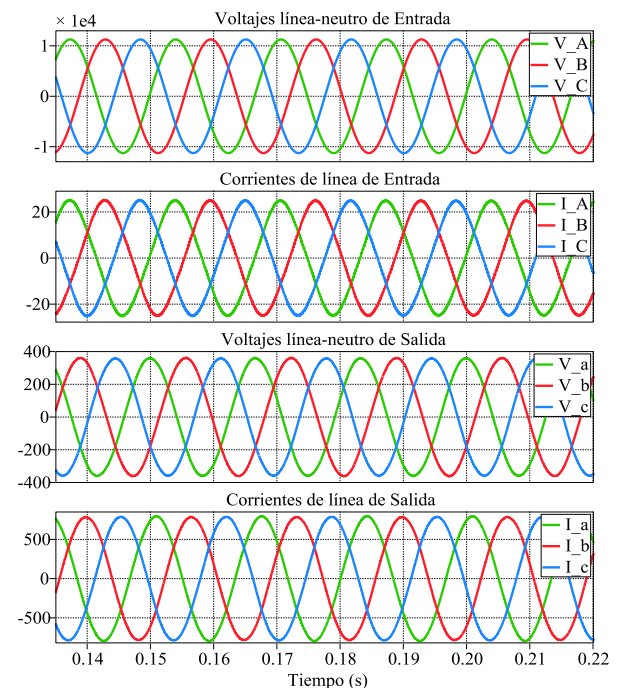 Voltajes línea-neutro de Entrada
× 1e4
1
0
-1
V_A
V_B
V_C
Corrientes de línea de Entrada
20
0
-20
I_A
I_B
I_C
Voltajes línea-neutro de Salida
400
200
0
-200
-400
V_a
V_b
V_c
Corrientes de línea de Salida
500
0
-500
I_a
I_b
I_c
0.14 0.15 0.16 0.17 0.18 0.19 0.20 0.21 0.22
Tiempo (s)